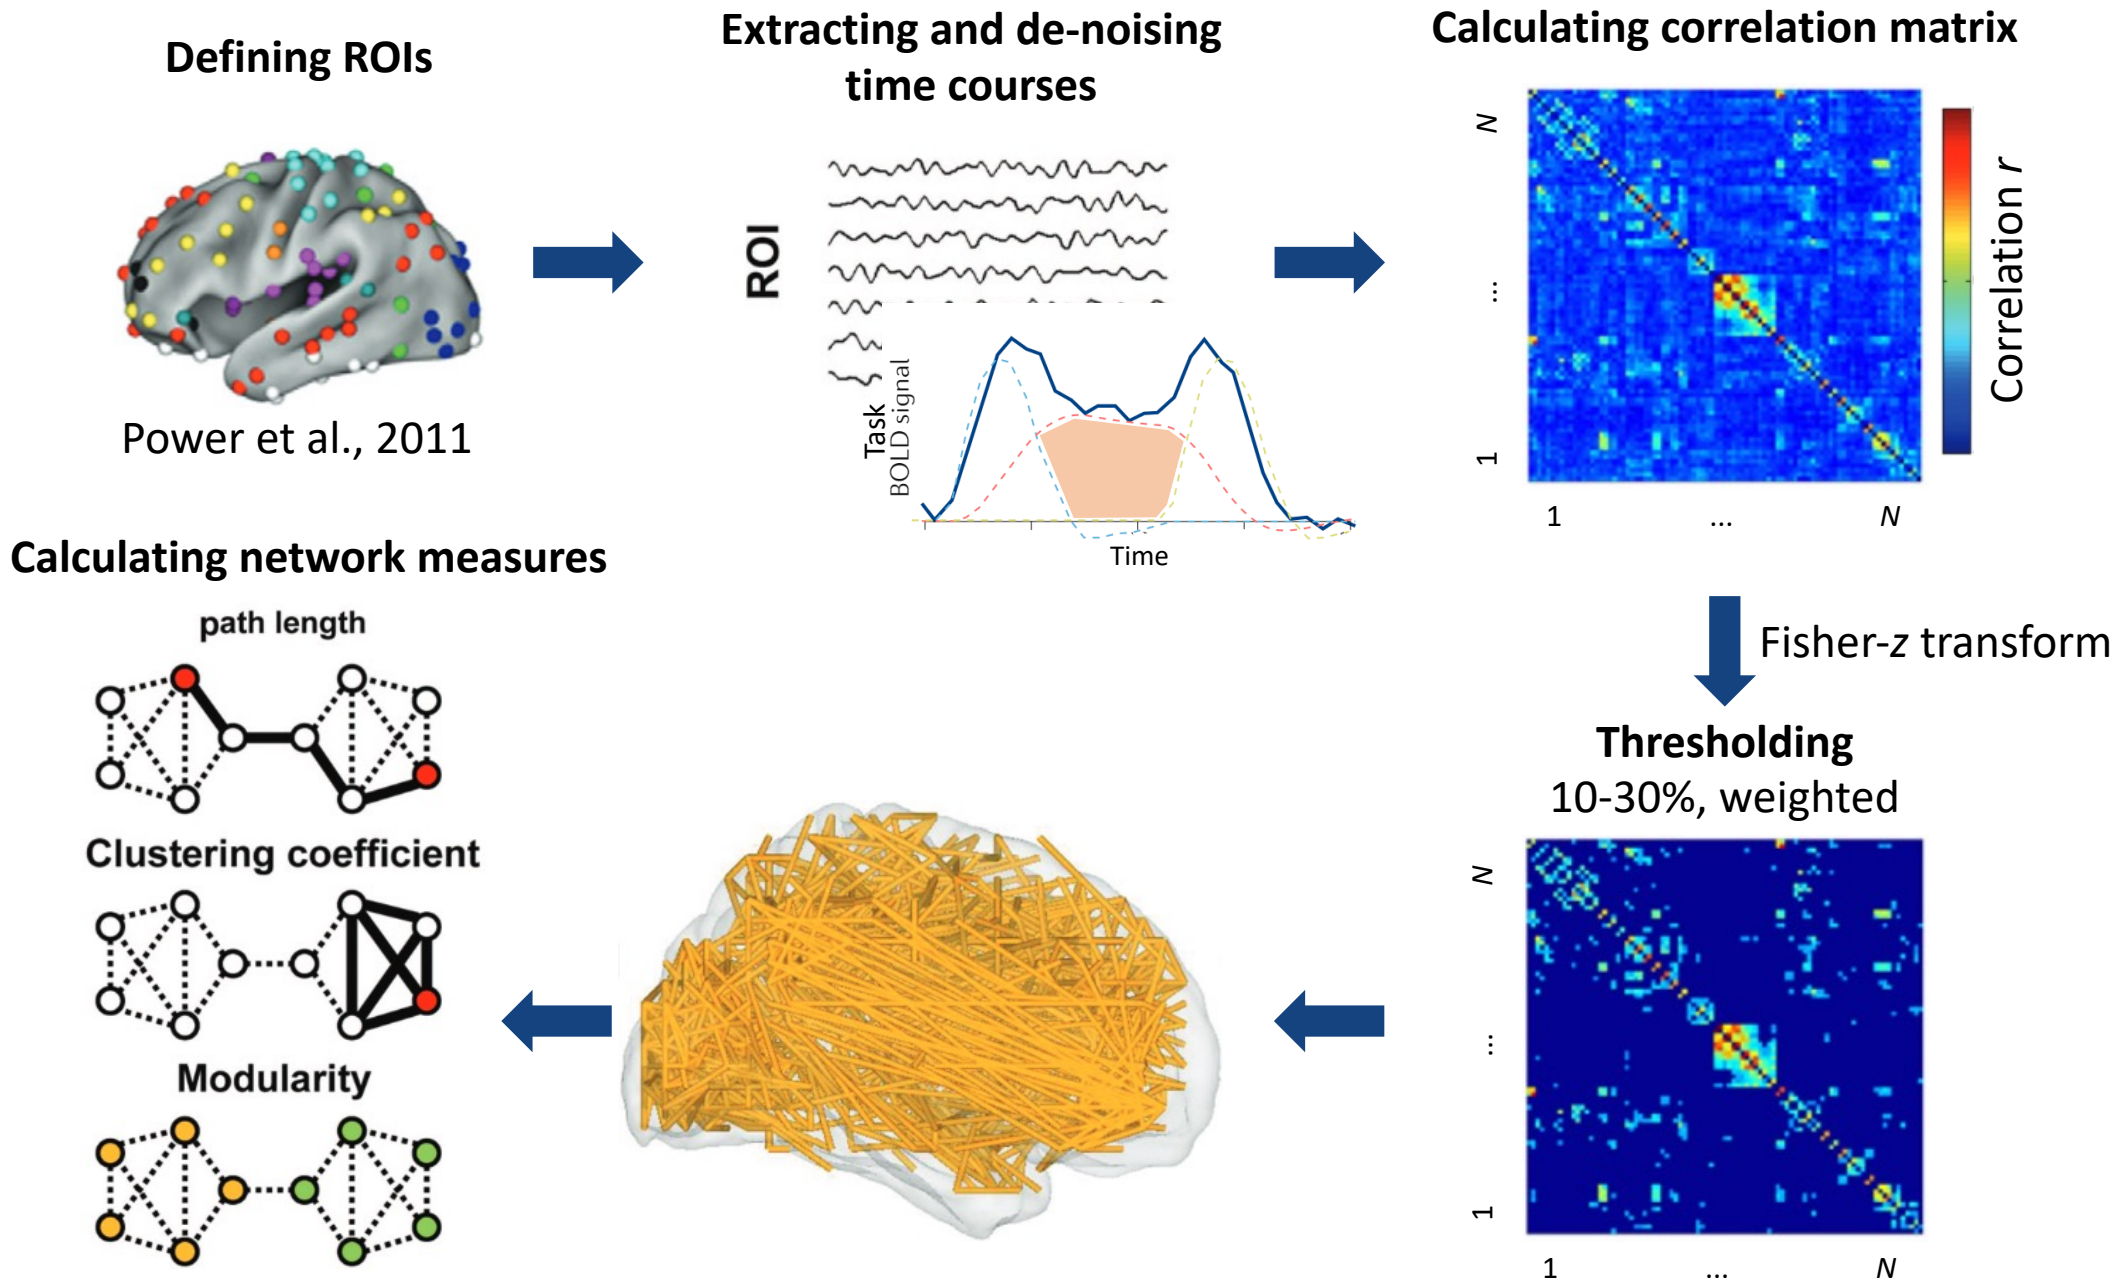 Defining ROIs
Power et al., 2011
Extracting and de-noising
time courses
ROI
Task
BOLD signal
Time
Calculating correlation matrix
N
...
1
1 ... N
Correlation r
Fisher-z transform
Thresholding
10-30%, weighted
N
...
1
1 ... N
Calculating network measures
path length
Clustering coefficient
Modularity